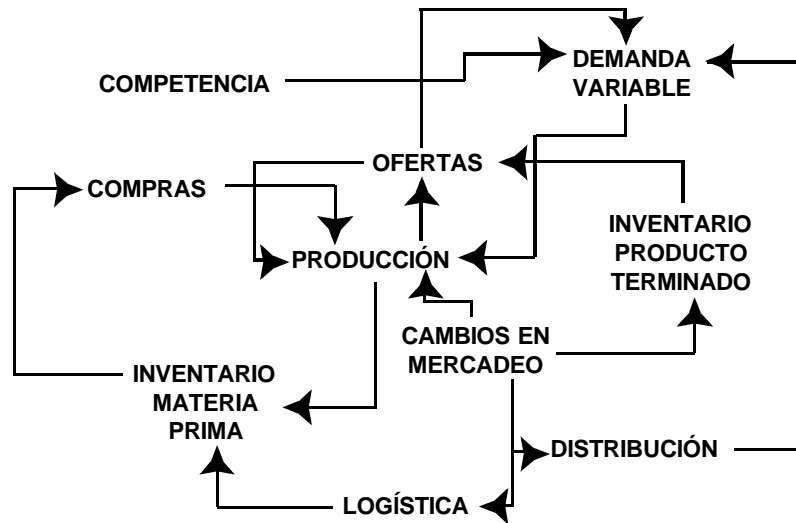 DEMANDA
VARIABLE
COMPETENCIA
OFERTAS
COMPRAS
INVENTARIO
PRODUCTO
TERMINADO
PRODUCCIÓN
CAMBIOS EN
MERCADEO
INVENTARIO
MATERIA
PRIMA
DISTRIBUCIÓN
LOGÍSTICA